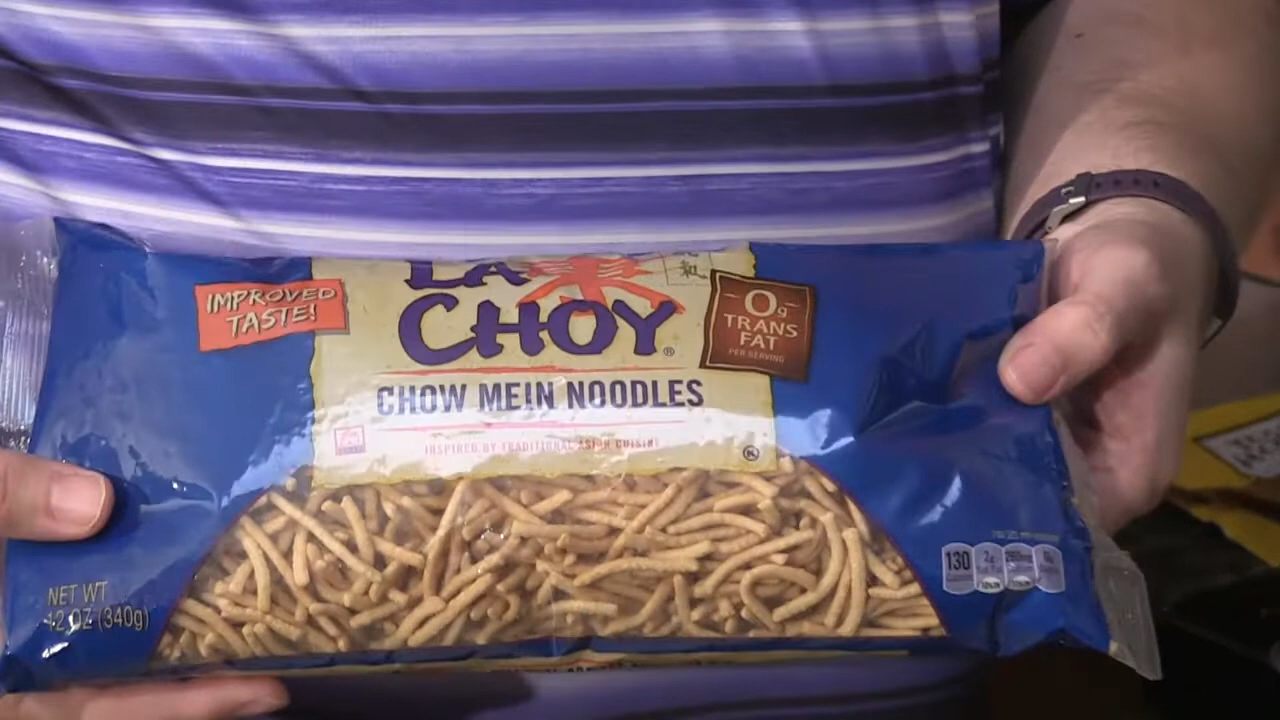 IMPROVED
TASTE!
LA
CHOY®
0g
TRANS
FAT
PER SERVING
CHOW MEIN NOODLES
INSPIRED BY TRADITIONAL ASIAN CUISINE
K
NET WT
12 OZ (340g)
130
2g